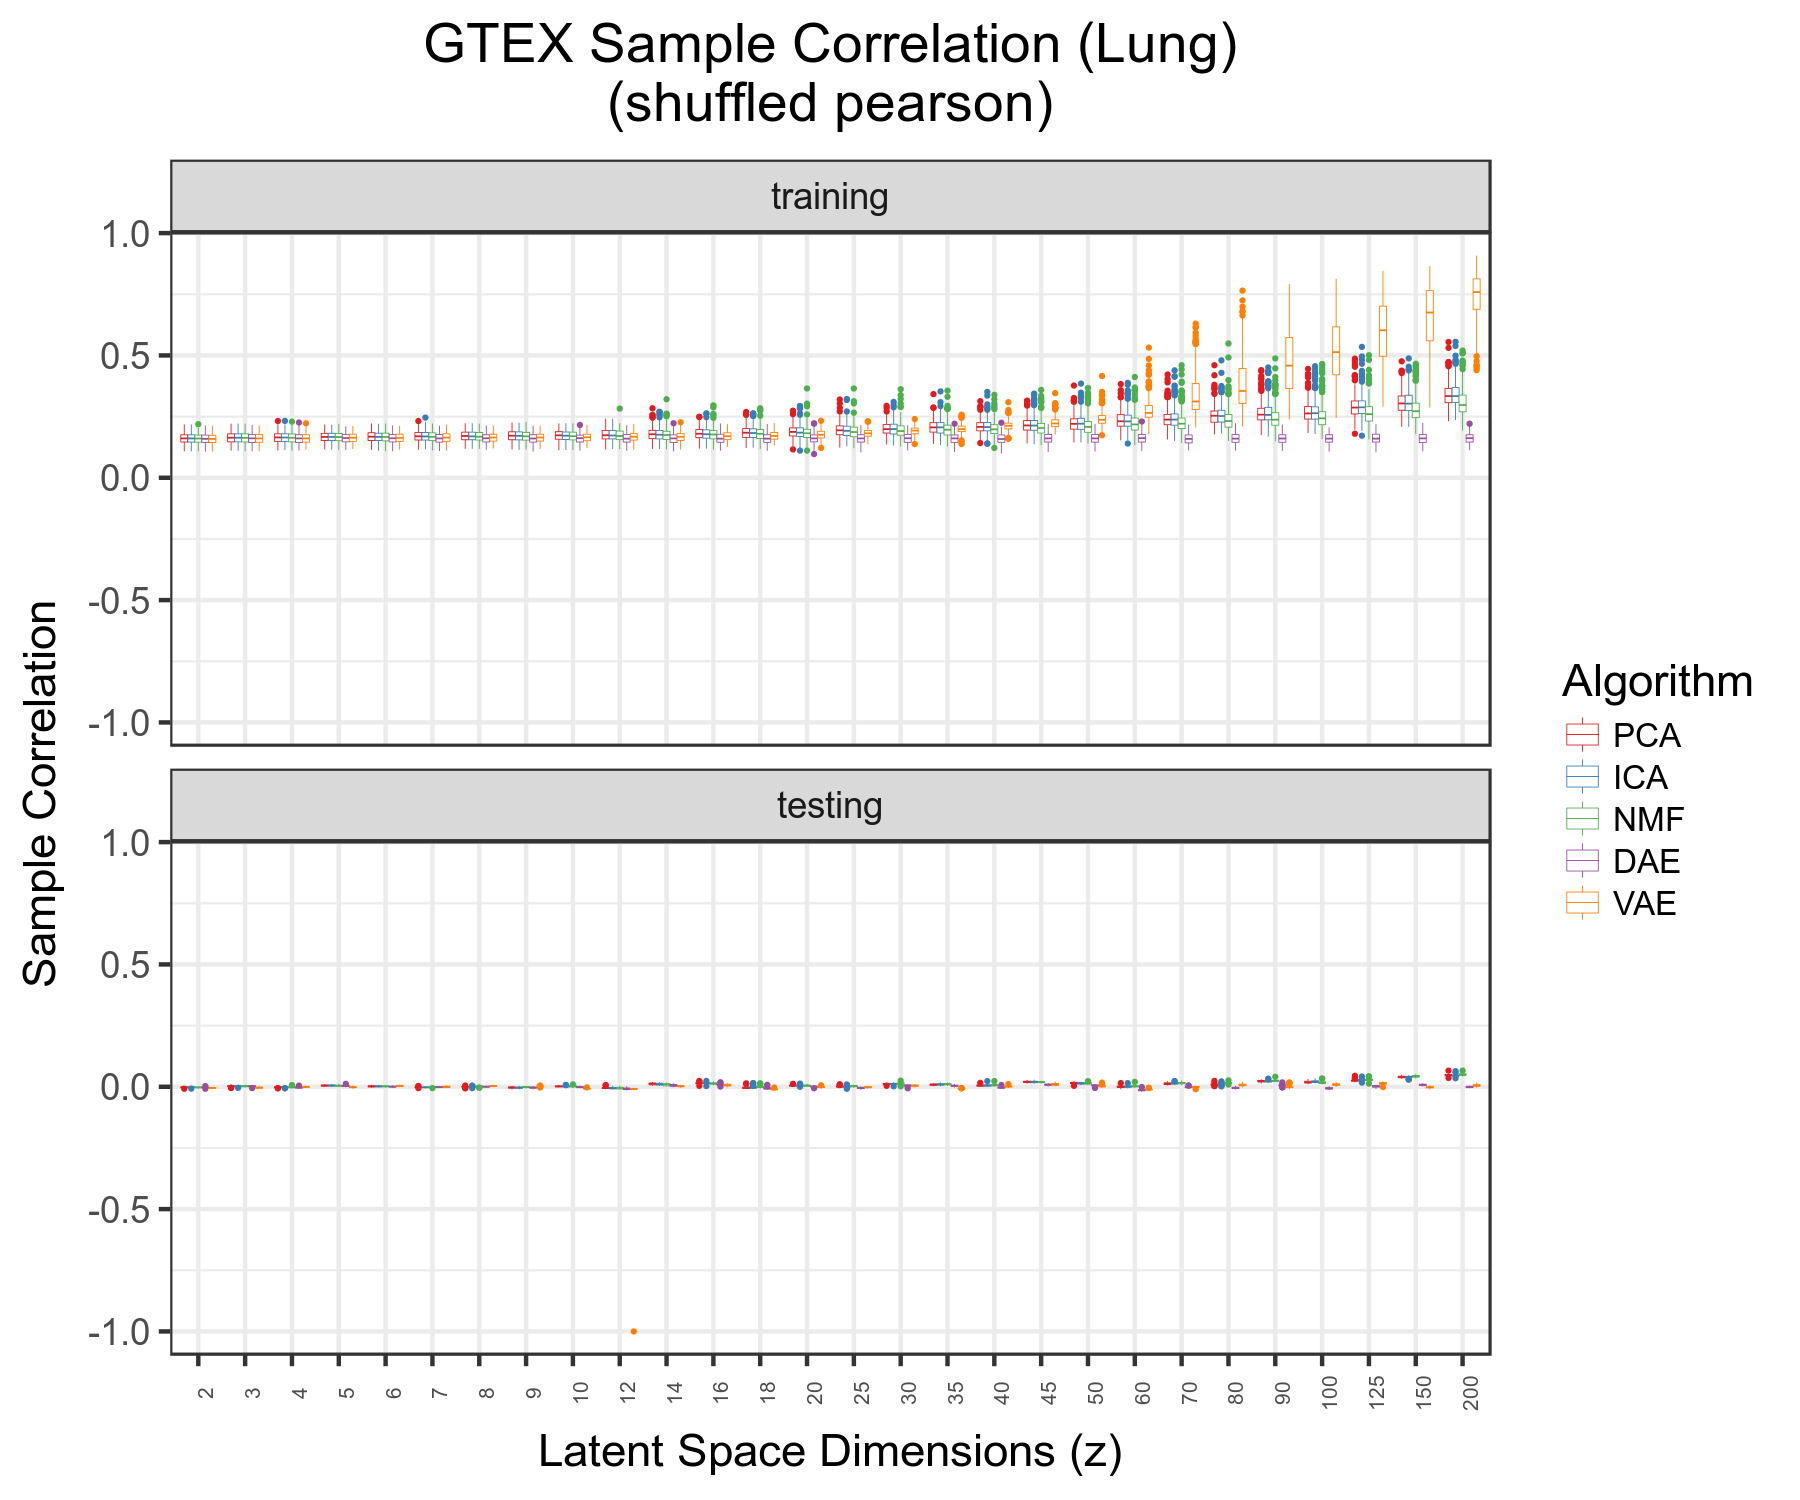 GTEX Sample Correlation (Lung)
(shuffled pearson)
training
1.0
0.5
0.0
-0.5
-1.0
testing
1.0
0.5
0.0
-0.5
-1.0
Sample Correlation
2 3 4 5 6 7 8 9 10 12 14 16 18 20 25 30 35 40 45 50 60 70 80 90 100 125 150 200
Latent Space Dimensions (z)
Algorithm
PCA
ICA
NMF
DAE
VAE